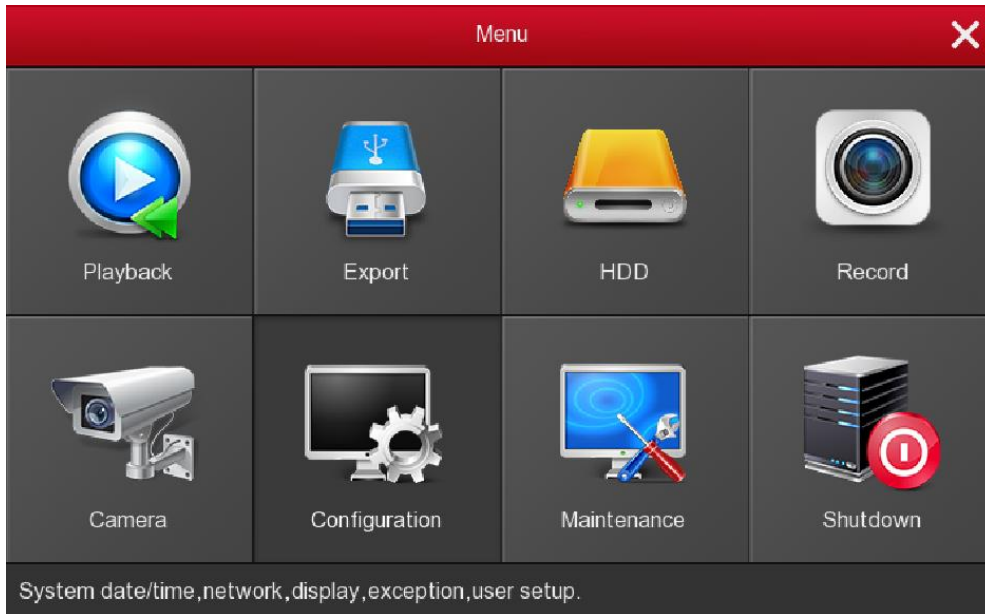 Menu
Playback
Export
HDD
Record
Camera
Configuration
Maintenance
Shutdown
System date/time,network,display,exception,user setup.